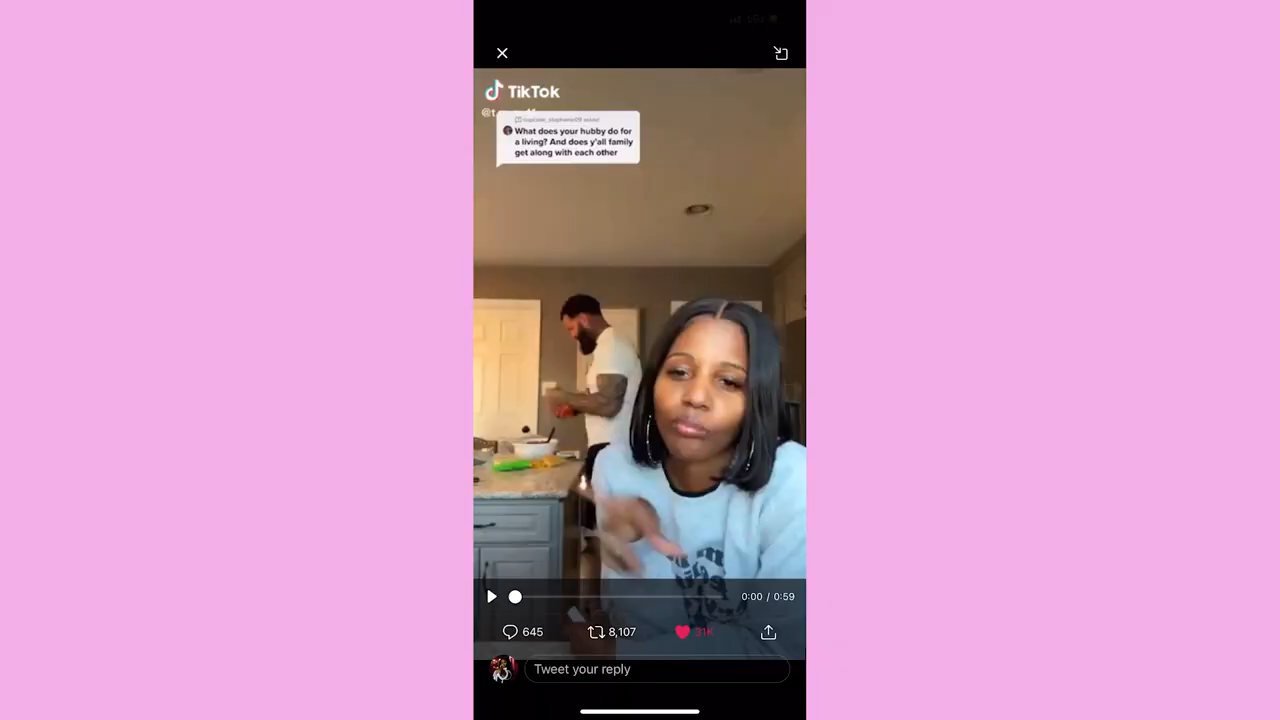 TikTok
What does your hubby do for
a living? And does y'all family
get along with each other
0:00 / 0:59
645
8,107
31K
Tweet your reply